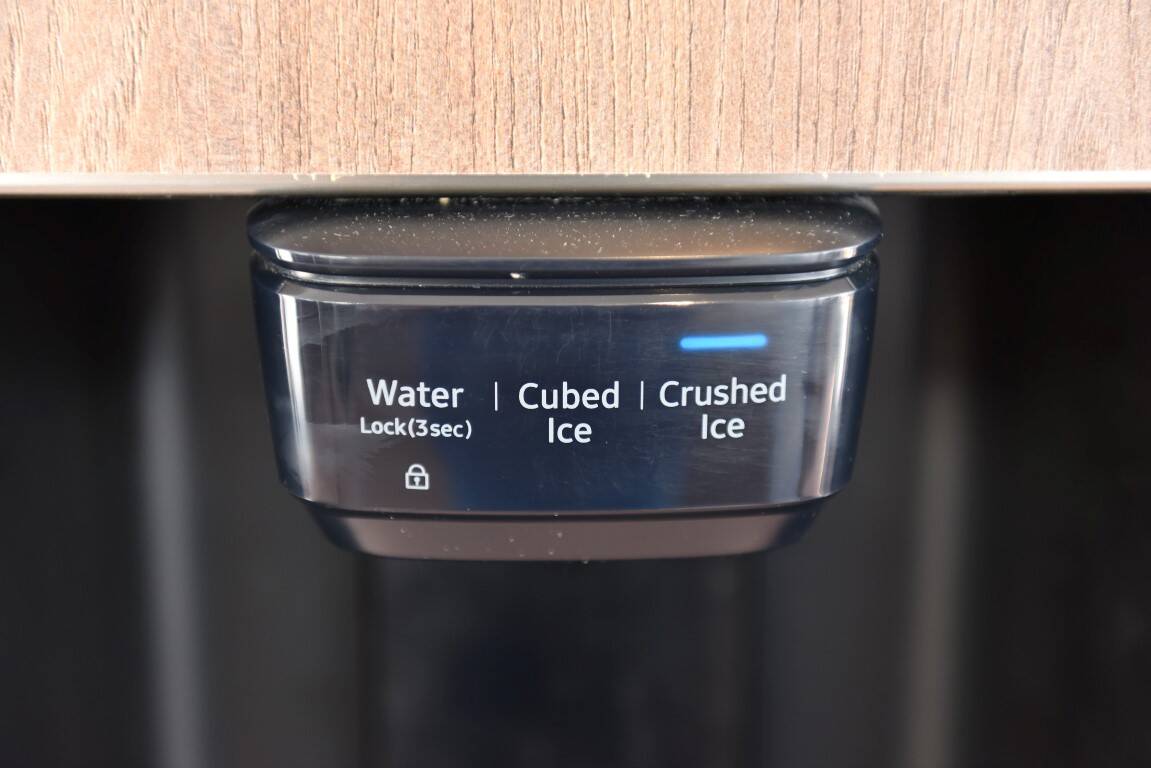 Water | Cubed | Crushed
Lock(3sec) Ice Ice